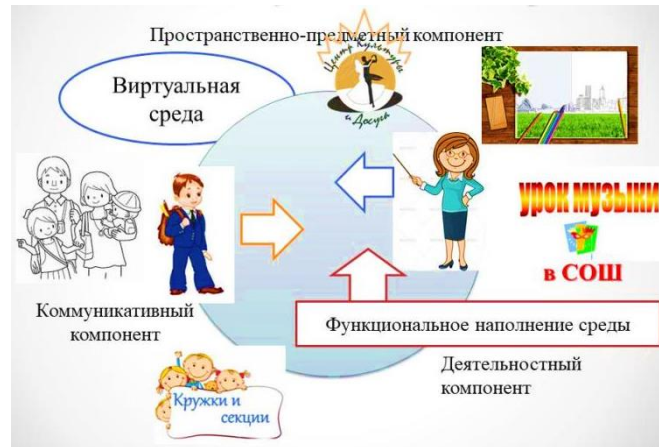 Пространственно-предметный компонент
Центр Культуры
и Досуга
Виртуальная
среда
урок музыки
в СОШ
Коммуникативный
компонент
Функциональное наполнение среды
Деятельностный
компонент
Кружки и
секции